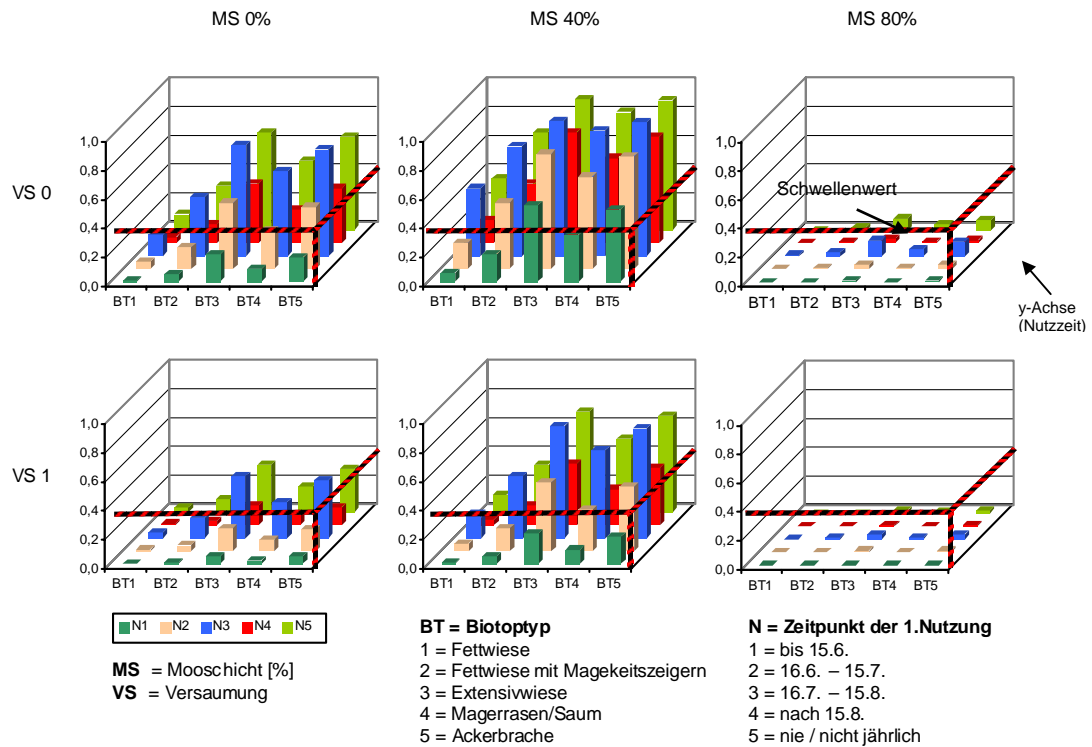 MS 0% MS 40% MS 80%
VS 0
1,0 1,0 1,0
0,8 0,8 0,8
0,6 0,6 0,6
0,4 0,4 0,4
0,2 0,2 0,2
0,0 0,0 0,0
BT1 BT2 BT3 BT4 BT5 BT1 BT2 BT3 BT4 BT5 BT1 BT2 BT3 BT4 BT5
Schwellenwert
y-Achse
(Nutzzeit)
VS 1
1,0 1,0 1,0
0,8 0,8 0,8
0,6 0,6 0,6
0,4 0,4 0,4
0,2 0,2 0,2
0,0 0,0 0,0
BT1 BT2 BT3 BT4 BT5 BT1 BT2 BT3 BT4 BT5 BT1 BT2 BT3 BT4 BT5
N1 N2 N3 N4 N5
MS = Mooschicht [%]
VS = Versaumung
BT = Biotoptyp
1 = Fettwiese
2 = Fettwiese mit Magekeitszeigern
3 = Extensivwiese
4 = Magerrasen/Saum
5 = Ackerbrache
N = Zeitpunkt der 1.Nutzung
1 = bis 15.6.
2 = 16.6. – 15.7.
3 = 16.7. – 15.8.
4 = nach 15.8.
5 = nie / nicht jährlich